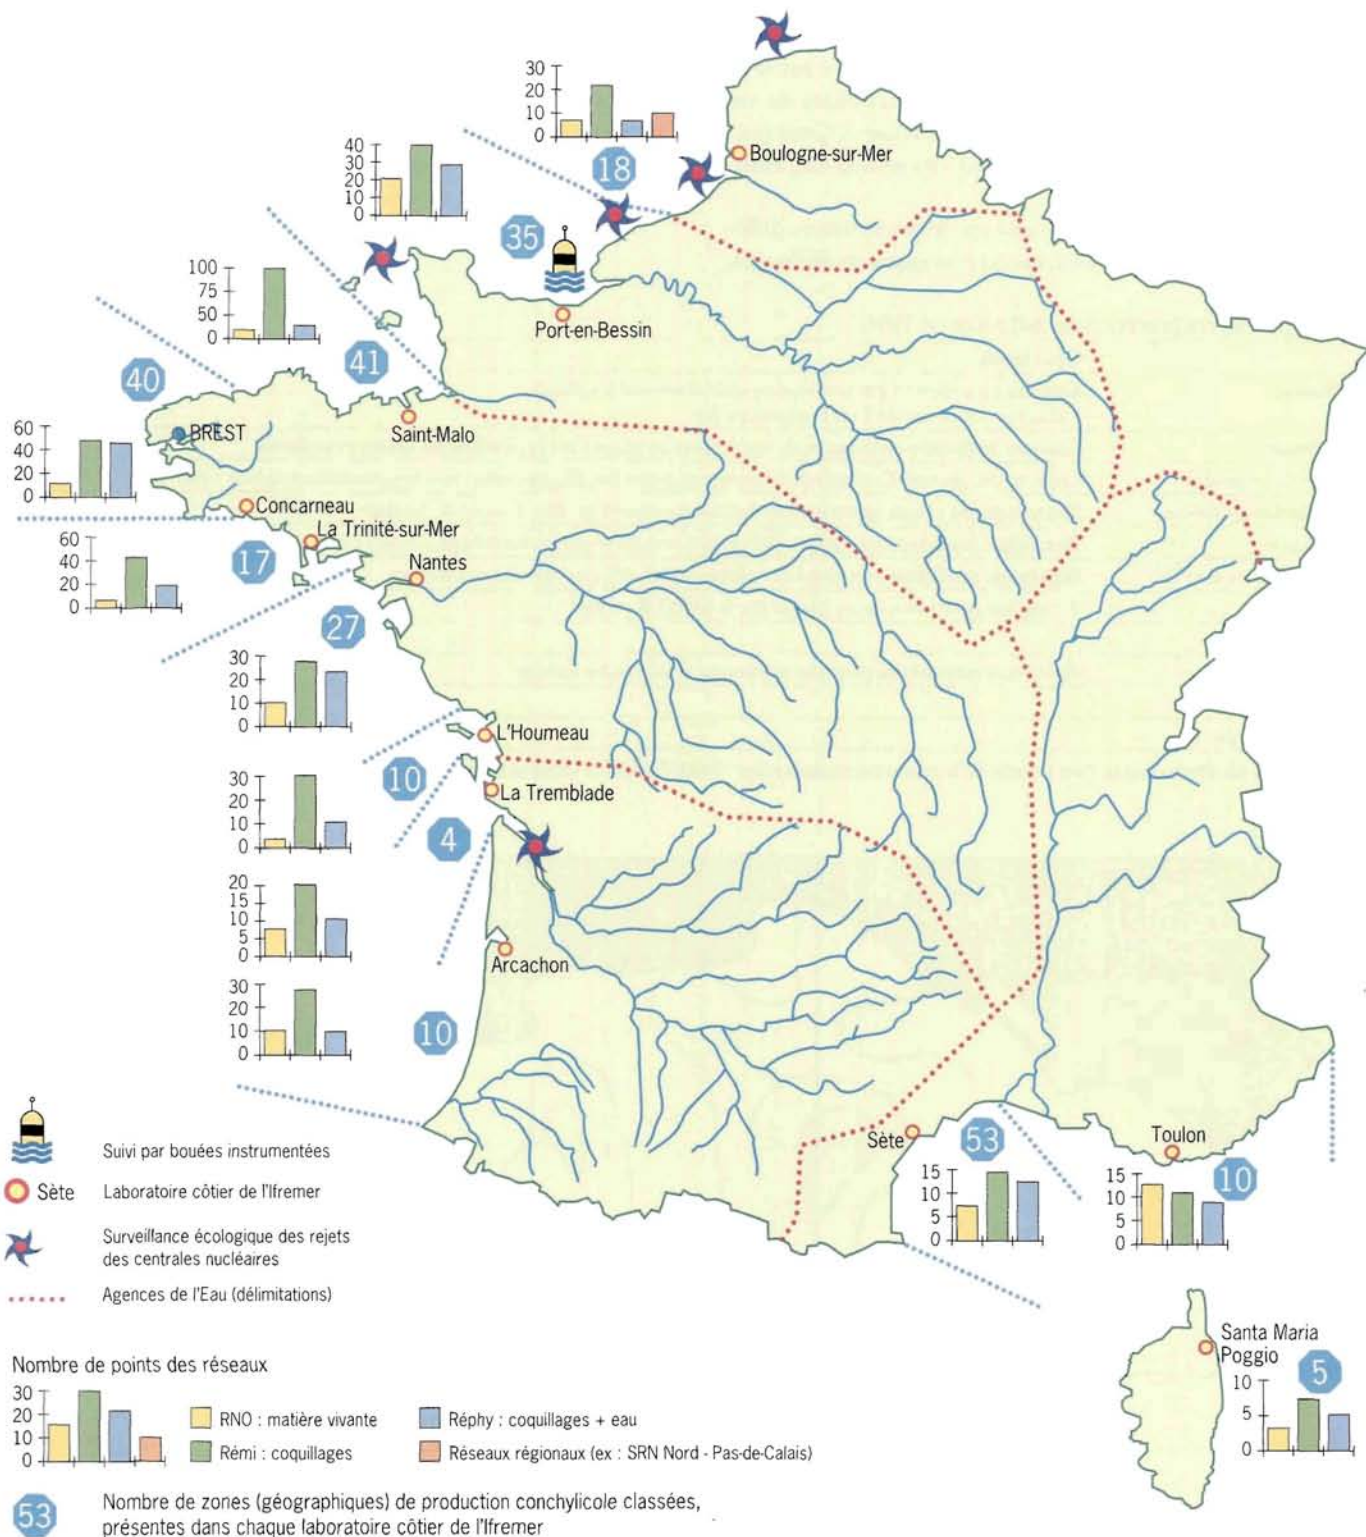 30
20
10
0
18
Boulogne-sur-Mer
40
30
20
10
0
35
Port-en-Bessin
100
75
50
0
41
Saint-Malo
40
BREST
60
40
20
0
Concarneau
La Trinité-sur-Mer
17
60
40
20
0
Nantes
27
30
20
10
0
L'Houmeau
10
30
20
10
0
La Tremblade
4
20
15
10
5
0
Arcachon
10
30
20
10
0
Sète
53
15
10
5
0
Toulon
10
15
10
5
0
Santa Maria
Poggio
5
10
5
0
Suivi par bouées instrumentées
Sète Laboratoire côtier de l'Ifremer
Surveillance écologique des rejets
des centrales nucléaires
Agences de l'Eau (délimitations)
Nombre de points des réseaux
30
20
10
0
RNO : matière vivante
Rémi : coquillages
Réphy : coquillages + eau
Réseaux régionaux (ex : SRN Nord - Pas-de-Calais)
53
Nombre de zones (géographiques) de production conchylicole classées,
présentes dans chaque laboratoire côtier de l'Ifremer